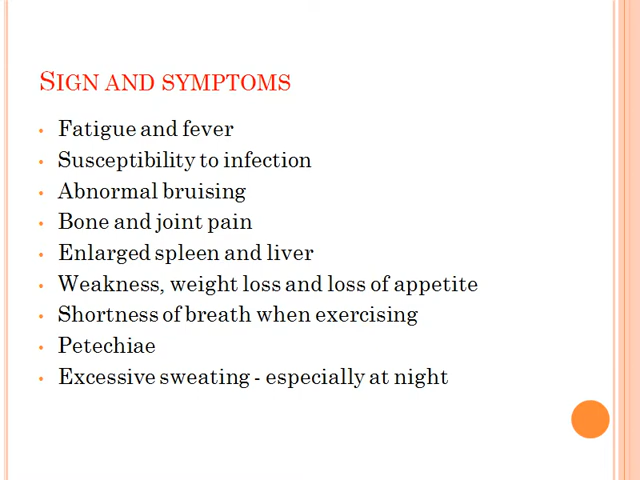 SIGN AND SYMPTOMS
• Fatigue and fever
• Susceptibility to infection
• Abnormal bruising
• Bone and joint pain
• Enlarged spleen and liver
• Weakness, weight loss and loss of appetite
• Shortness of breath when exercising
• Petechiae
• Excessive sweating - especially at night